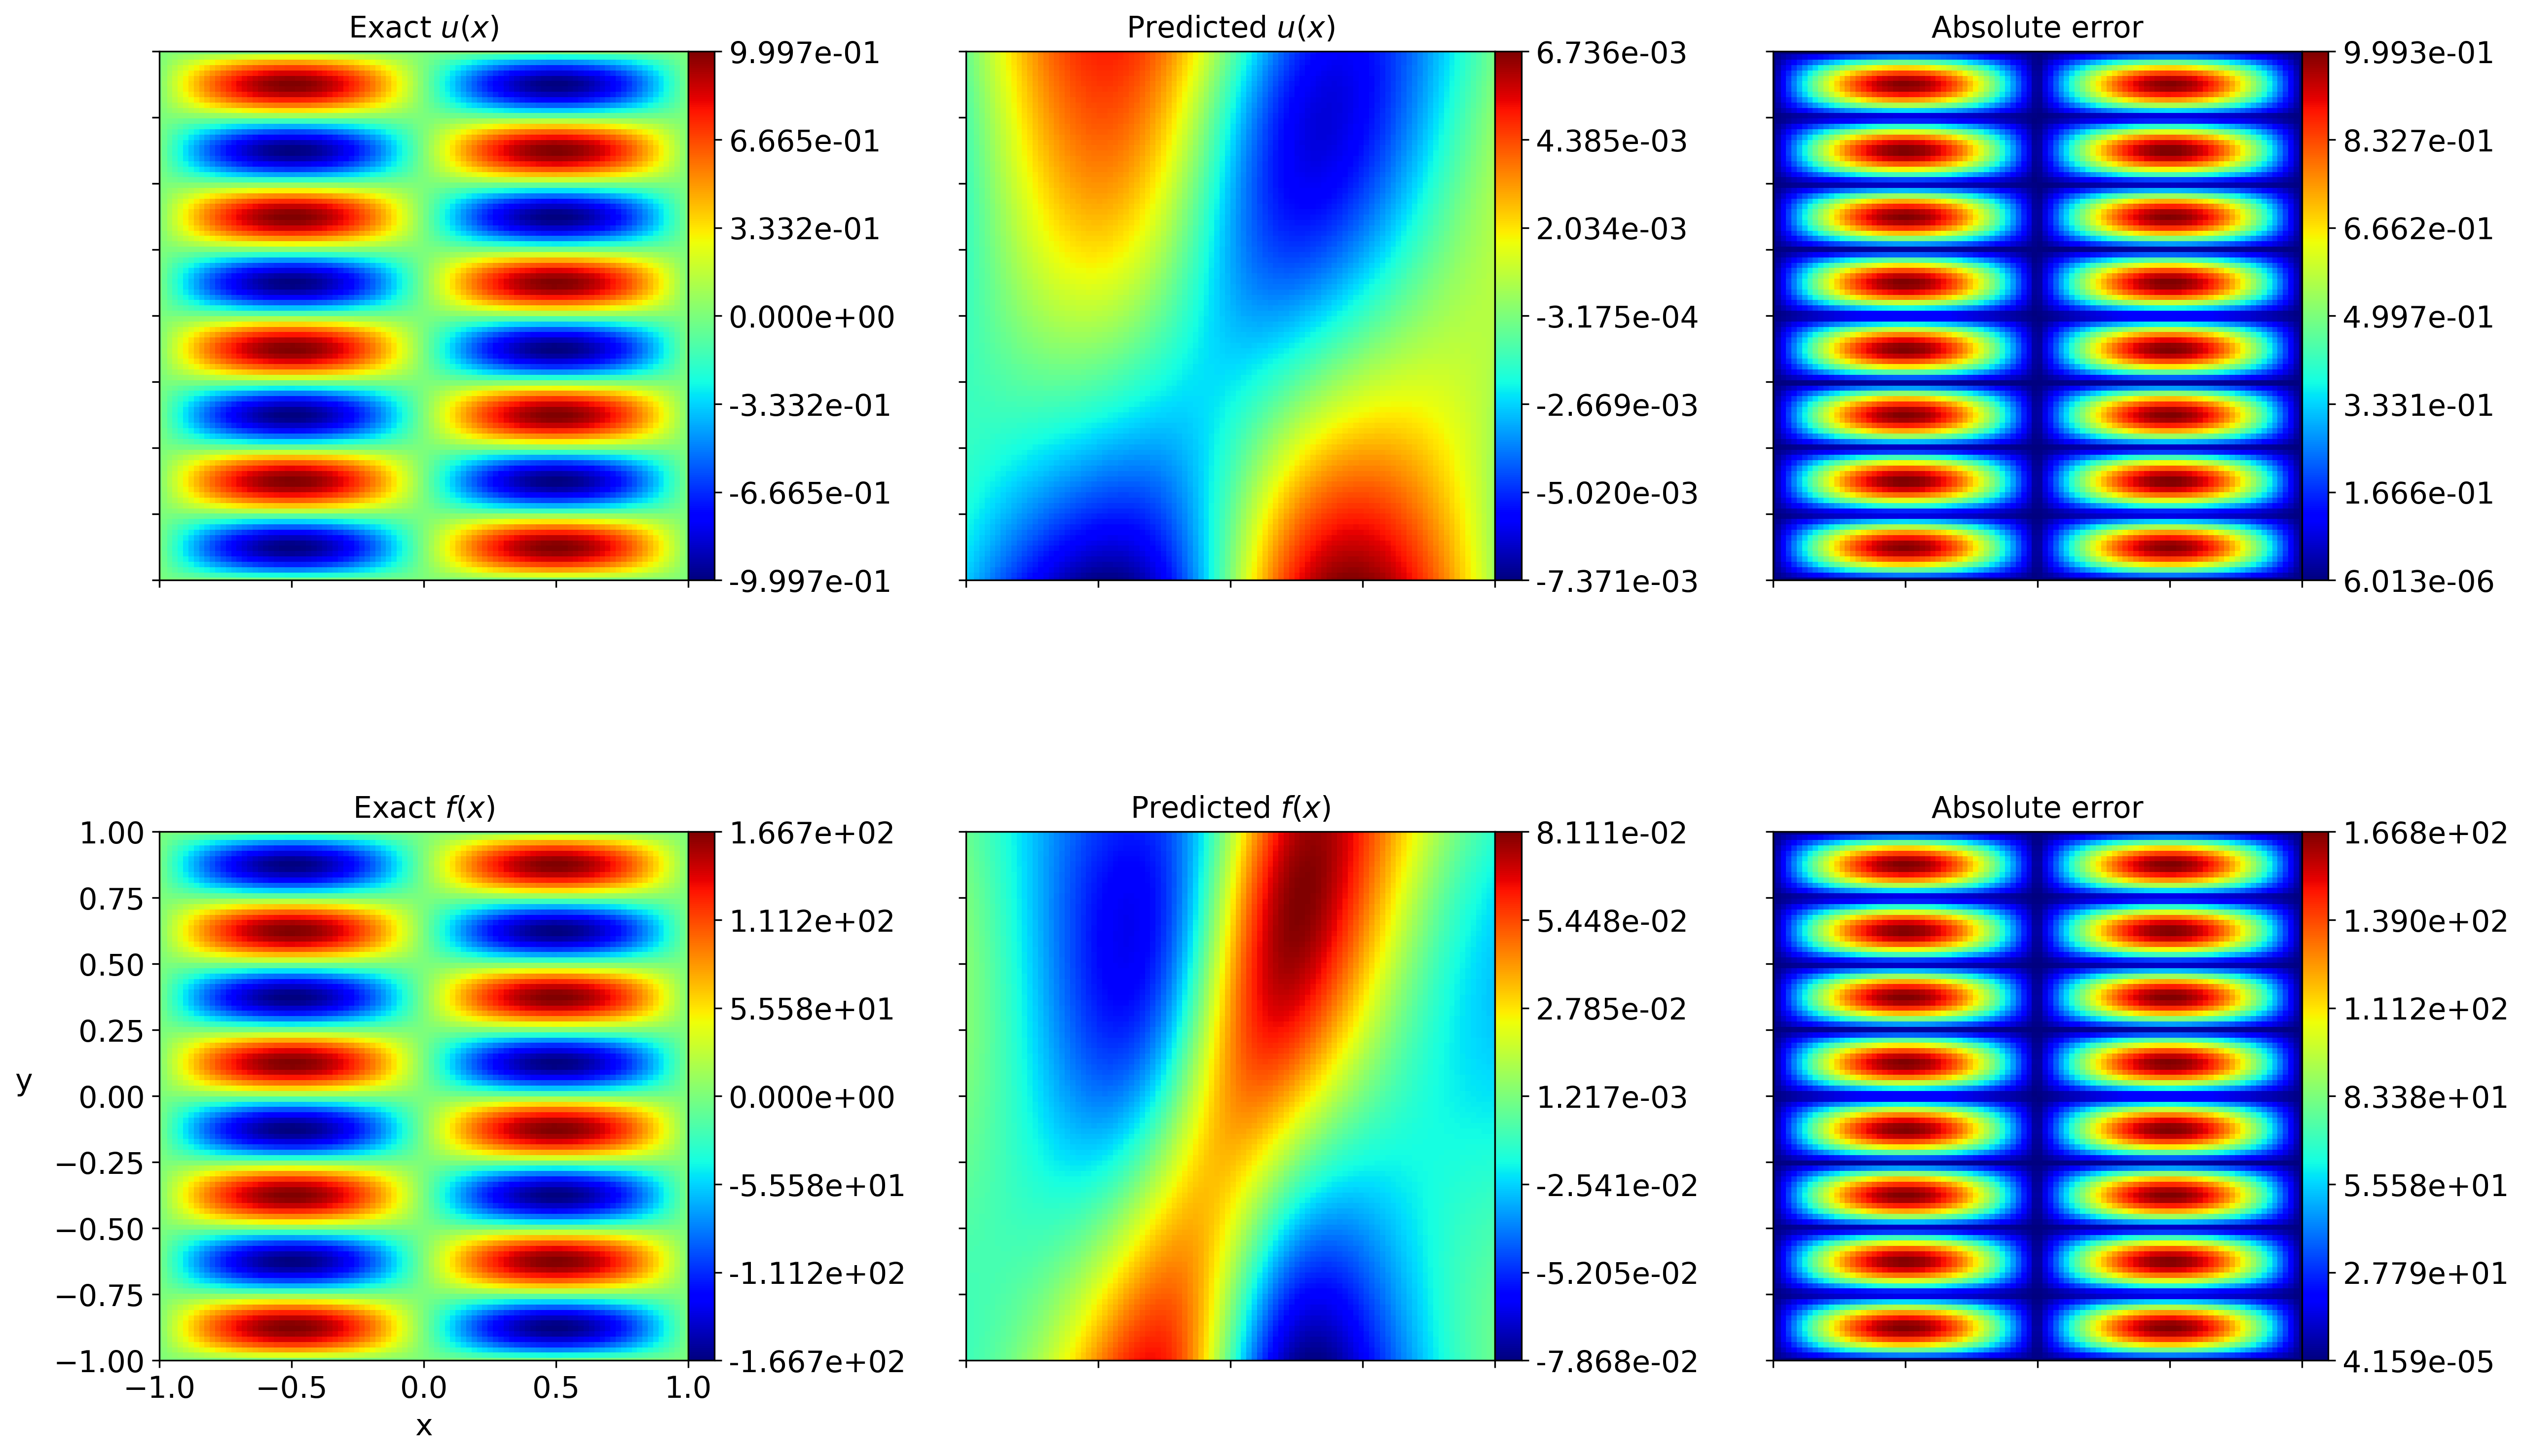 Exact u(x)
9.997e-01
6.665e-01
3.332e-01
0.000e+00
-3.332e-01
-6.665e-01
-9.997e-01
Predicted u(x)
6.736e-03
4.385e-03
2.034e-03
-3.175e-04
-2.669e-03
-5.020e-03
-7.371e-03
Absolute error
9.993e-01
8.327e-01
6.662e-01
4.997e-01
3.331e-01
1.666e-01
6.013e-06
Exact f(x)
y
1.00
0.75
0.50
0.25
0.00
−0.25
−0.50
−0.75
−1.00
−1.0 −0.5 0.0 0.5 1.0
x
1.667e+02
1.112e+02
5.558e+01
0.000e+00
-5.558e+01
-1.112e+02
-1.667e+02
Predicted f(x)
8.111e-02
5.448e-02
2.785e-02
1.217e-03
-2.541e-02
-5.205e-02
-7.868e-02
Absolute error
1.668e+02
1.390e+02
1.112e+02
8.338e+01
5.558e+01
2.779e+01
4.159e-05